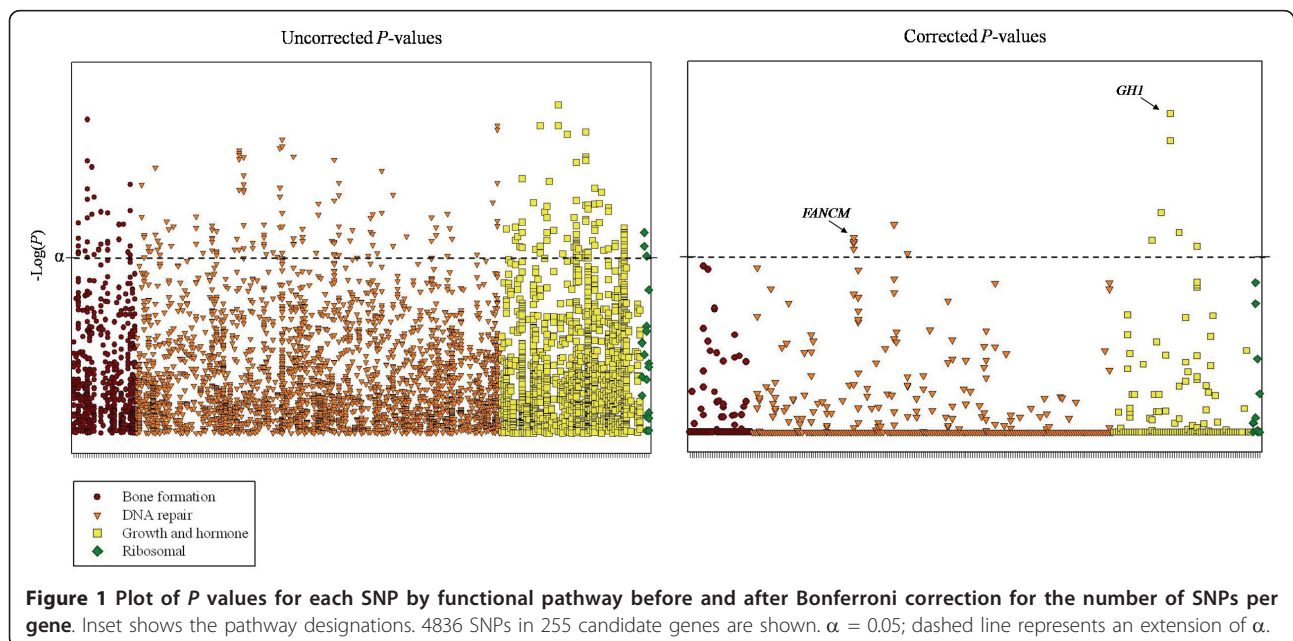 Uncorrected P-values
Corrected P-values
GH1
FANCM
-Log(P)
α
Bone formation
DNA repair
Growth and hormone
Ribosomal
Figure 1 Plot of P values for each SNP by functional pathway before and after Bonferroni correction for the number of SNPs per
gene. Inset shows the pathway designations. 4836 SNPs in 255 candidate genes are shown. α = 0.05; dashed line represents an extension of α.